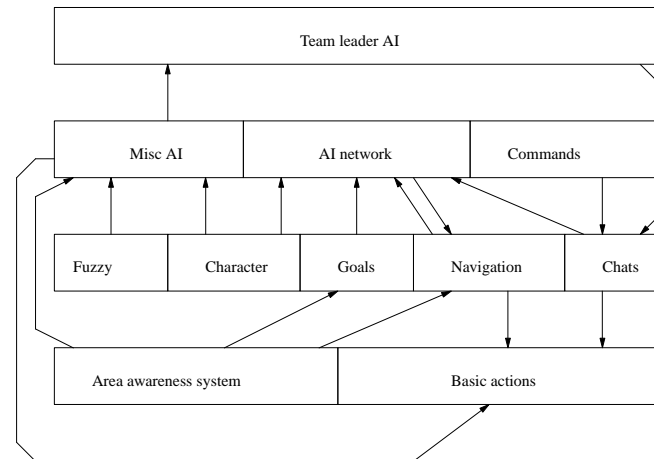 Team leader AI
Misc AI
AI network
Commands
Fuzzy
Character
Goals
Navigation
Chats
Area awareness system
Basic actions